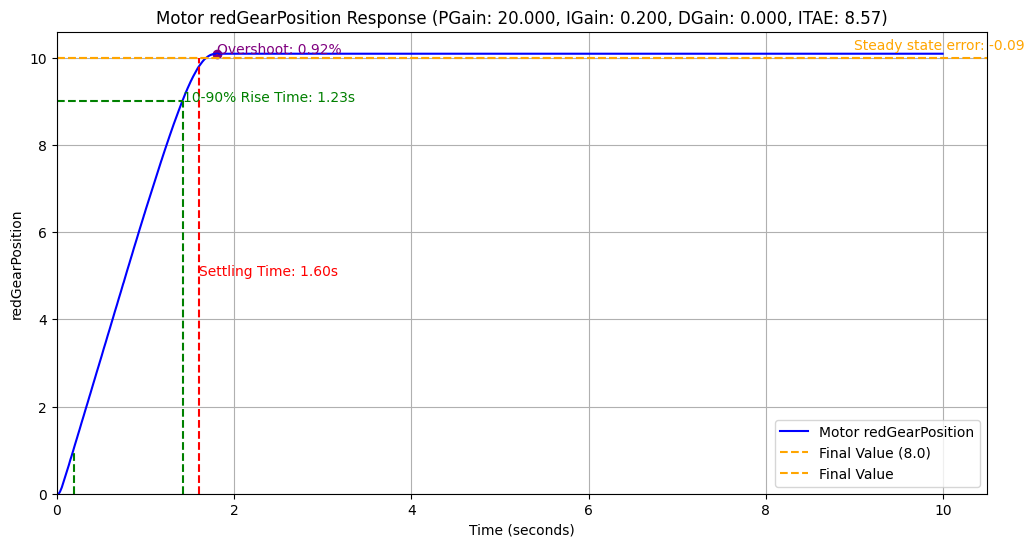 Motor redGearPosition Response (PGain: 20.000, IGain: 0.200, DGain: 0.000, ITAE: 8.57)
Steady state error: -0.09
Overshoot: 0.92%
10-90% Rise Time: 1.23s
Settling Time: 1.60s
redGearPosition
10
8
6
4
2
0
0 2 4 6 8 10
Time (seconds)
Motor redGearPosition
Final Value (8.0)
Final Value